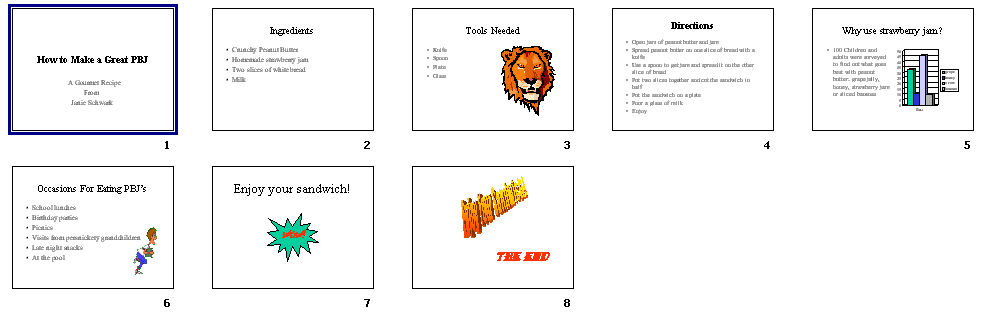 How to Make a Great PBJ
A Gourmet Recipe
From
Janie Schwark
1
Ingredients
• Crunchy Peanut Butter
• Homemade strawberry jam
• Two slices of white bread
• Milk
2
Tools Needed
• Knife
• Spoon
• Plate
• Glass
3
Directions
• Open jars of peanut butter and jam
• Spread peanut butter on one slice of bread with a
knife
• Use a spoon to get jam and spread it on the other
slice of bread
• Put two slices together and cut the sandwich in
half
• Put the sandwich on a plate
• Pour a glass of milk
• Enjoy
4
Why use strawberry jam?
• 100 Children and
adults were surveyed
to find out what goes
best with peanut
butter: grape jelly,
honey, strawberry jam
or sliced bananas
5
Occasions For Eating PBJ's
• School lunches
• Birthday parties
• Picnics
• Visits from persnickety grandchildren
• Late night snacks
• At the pool
6
Enjoy your sandwich!
7
THE END
8